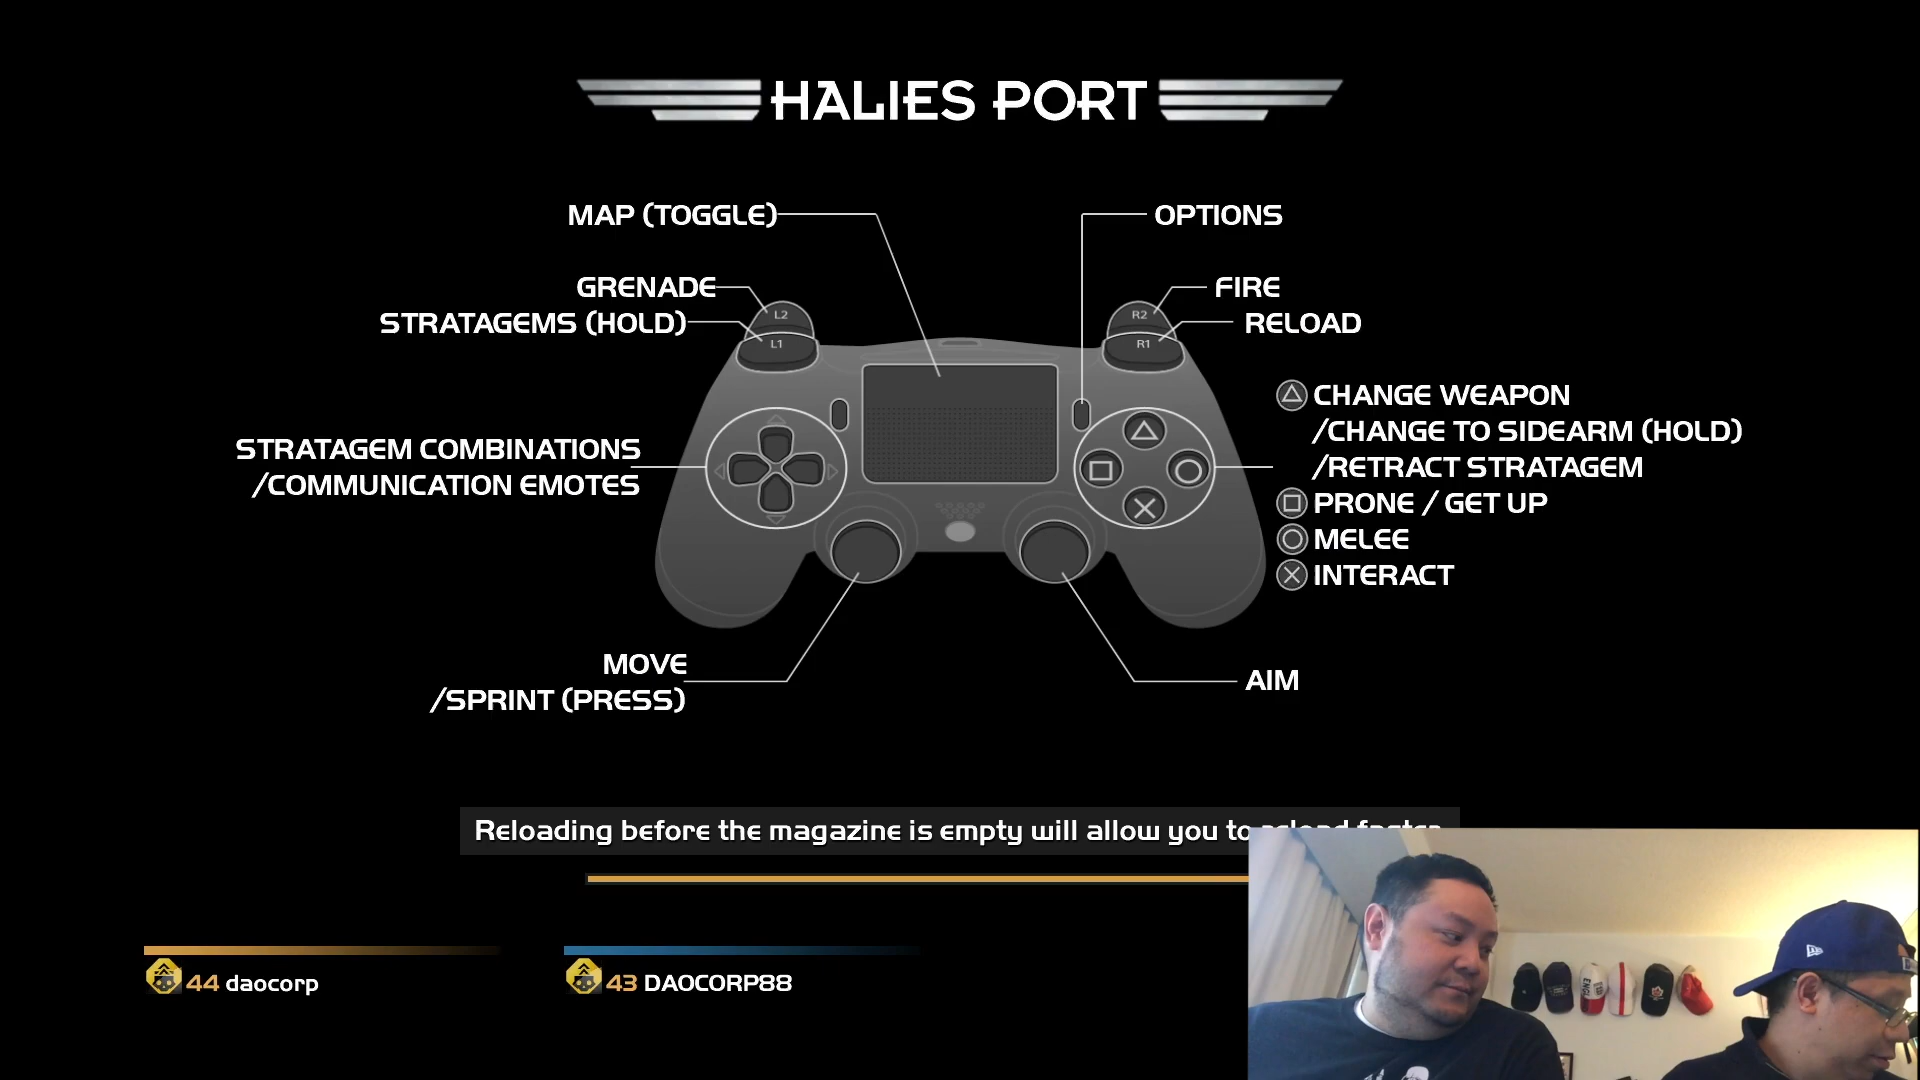 HALIES PORT
MAP (TOGGLE)
OPTIONS
GRENADE
FIRE
STRATAGEMS (HOLD)
RELOAD
L2
R2
L1
R1
CHANGE WEAPON
/CHANGE TO SIDEARM (HOLD)
/RETRACT STRATAGEM
STRATAGEM COMBINATIONS
/COMMUNICATION EMOTES
PRONE / GET UP
MELEE
INTERACT
MOVE
/SPRINT (PRESS)
AIM
Reloading before the magazine is empty will allow you to
44 daocorp
43 DAOCORP88